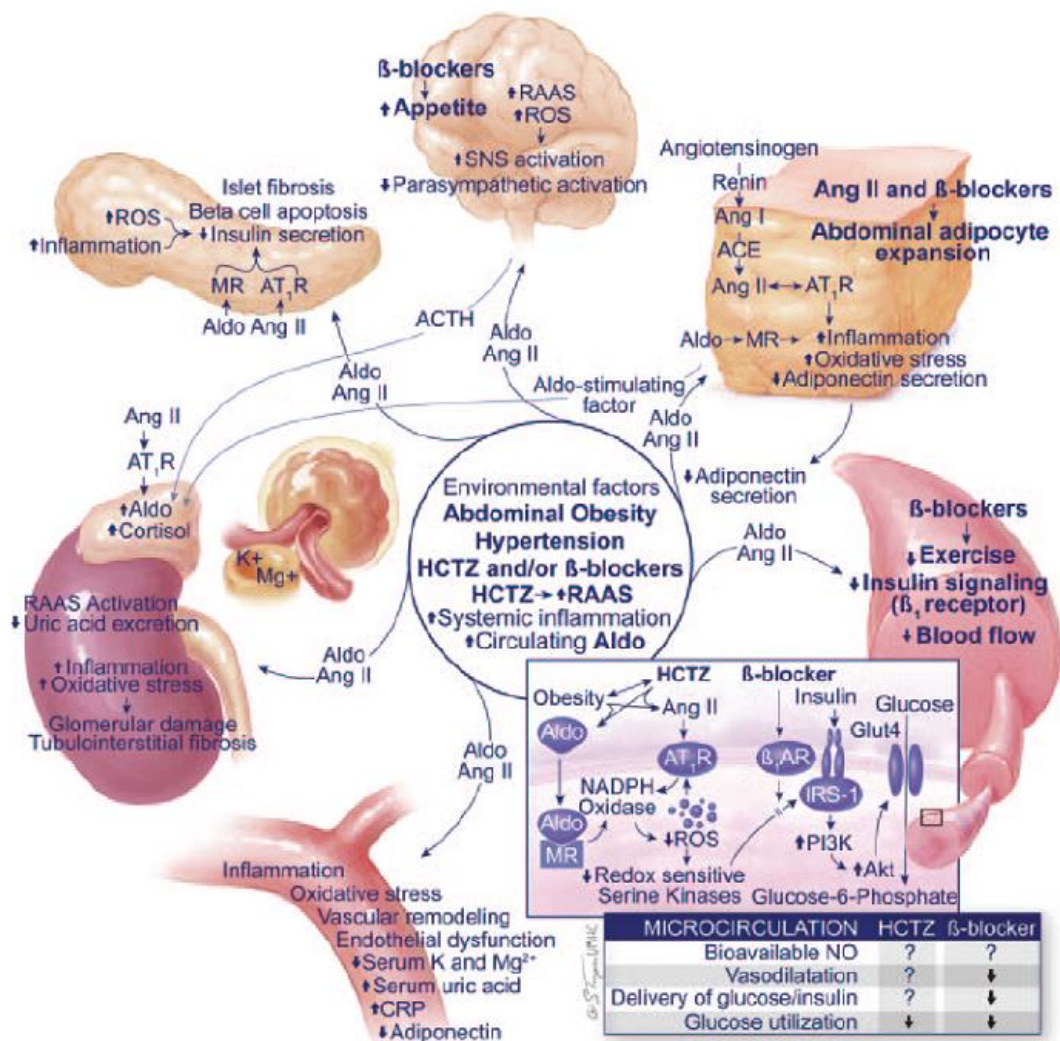 ß-blockers
↑Appetite
↑RAAS
↑ROS
↑SNS activation
↓Parasympathetic activation
Islet fibrosis
Beta cell apoptosis
↓Insulin secretion
↑ROS
↑Inflammation
MR AT₁R
Aldo Ang II
Angiotensinogen
Renin
Ang I
ACE
Ang II AT₁R
Aldo MR
↑Inflammation
↑Oxidative stress
↓Adiponectin secretion
Ang II and ß-blockers
Abdominal adipocyte
expansion
ACTH
Aldo
Ang II
Aldo
Ang II
Aldo-stimulating
factor
Aldo
Ang II
↓Adiponectin
secretion
Ang II
AT₁R
↑Aldo
↑Cortisol
K+
Mg+
RAAS Activation
↓Uric acid excretion
↑Inflammation
↑Oxidative stress
Glomerular damage
Tubulointerstitial fibrosis
Aldo
Ang II
Environmental factors
Abdominal Obesity
Hypertension
HCTZ and/or ß-blockers
HCTZ→↑RAAS
↑Systemic inflammation
↑Circulating Aldo
Aldo
Ang II
ß-blockers
↓Exercise
↓Insulin signaling
(ß₁ receptor)
↓Blood flow
Aldo
Ang II
Inflammation
Oxidative stress
Vascular remodeling
Endothelial dysfunction
↓Serum K and Mg²⁺
↑Serum uric acid
↑CRP
↓Adiponectin
HCTZ ß-blocker
Obesity Ang II Insulin Glucose
Glut4
Aldo
AT₁R ß₁AR
NADPH
Oxidase
IRS-1
Aldo
MR
↓ROS
↑PI3K
↑Akt
↓Redox sensitive
Serine Kinases
Glucose-6-Phosphate
MICROCIRCULATION HCTZ ß-blocker
Bioavailable NO ? ?
Vasodilatation ? ↓
Delivery of glucose/insulin ? ↓
Glucose utilization ↓ ↓